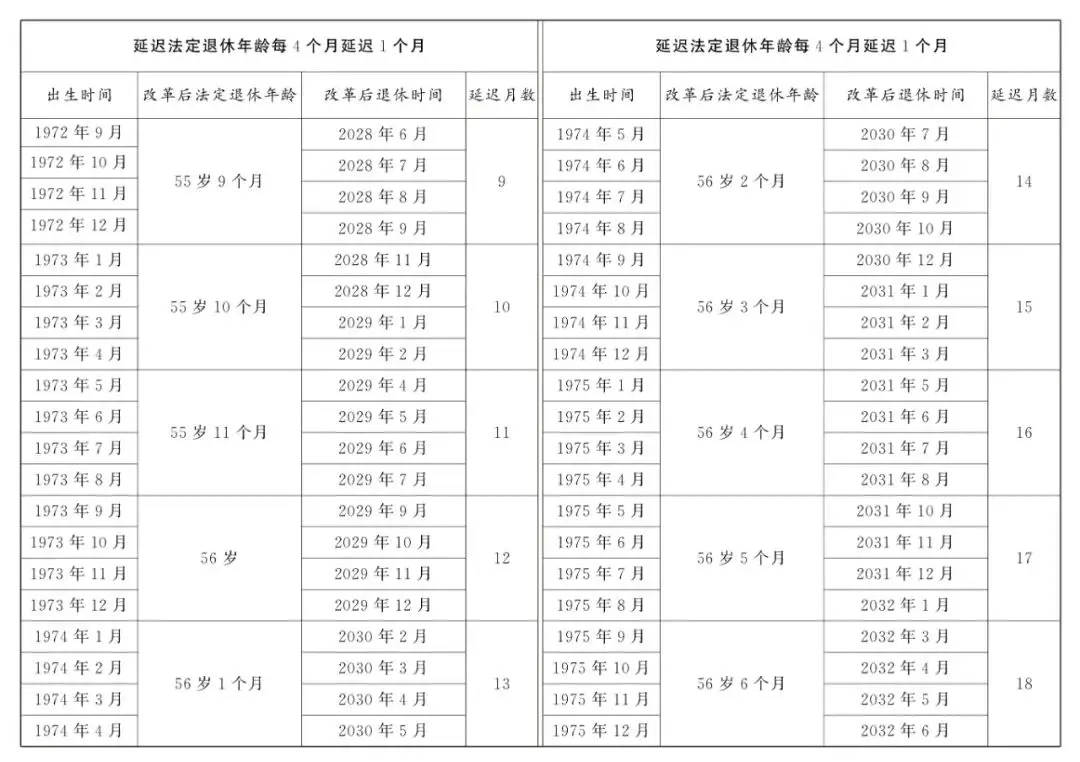 延迟法定退休年龄每 4 个月延迟 1 个月
出生时间 改革后法定退休年龄 改革后退休时间 延迟月数
1972 年 9 月 55 岁 9 个月 2028 年 6 月 9
1972 年 10 月 2028 年 7 月
1972 年 11 月 2028 年 8 月
1972 年 12 月 2028 年 9 月
1973 年 1 月 55 岁 10 个月 2028 年 11 月 10
1973 年 2 月 2028 年 12 月
1973 年 3 月 2029 年 1 月
1973 年 4 月 2029 年 2 月
1973 年 5 月 55 岁 11 个月 2029 年 4 月 11
1973 年 6 月 2029 年 5 月
1973 年 7 月 2029 年 6 月
1973 年 8 月 2029 年 7 月
1973 年 9 月 56 岁 2029 年 9 月 12
1973 年 10 月 2029 年 10 月
1973 年 11 月 2029 年 11 月
1973 年 12 月 2029 年 12 月
1974 年 1 月 56 岁 1 个月 2030 年 2 月 13
1974 年 2 月 2030 年 3 月
1974 年 3 月 2030 年 4 月
1974 年 4 月 2030 年 5 月
延迟法定退休年龄每 4 个月延迟 1 个月
出生时间 改革后法定退休年龄 改革后退休时间 延迟月数
1974 年 5 月 56 岁 2 个月 2030 年 7 月 14
1974 年 6 月 2030 年 8 月
1974 年 7 月 2030 年 9 月
1974 年 8 月 2030 年 10 月
1974 年 9 月 56 岁 3 个月 2030 年 12 月 15
1974 年 10 月 2031 年 1 月
1974 年 11 月 2031 年 2 月
1974 年 12 月 2031 年 3 月
1975 年 1 月 56 岁 4 个月 2031 年 5 月 16
1975 年 2 月 2031 年 6 月
1975 年 3 月 2031 年 7 月
1975 年 4 月 2031 年 8 月
1975 年 5 月 56 岁 5 个月 2031 年 10 月 17
1975 年 6 月 2031 年 11 月
1975 年 7 月 2031 年 12 月
1975 年 8 月 2032 年 1 月
1975 年 9 月 56 岁 6 个月 2032 年 3 月 18
1975 年 10 月 2032 年 4 月
1975 年 11 月 2032 年 5 月
1975 年 12 月 2032 年 6 月